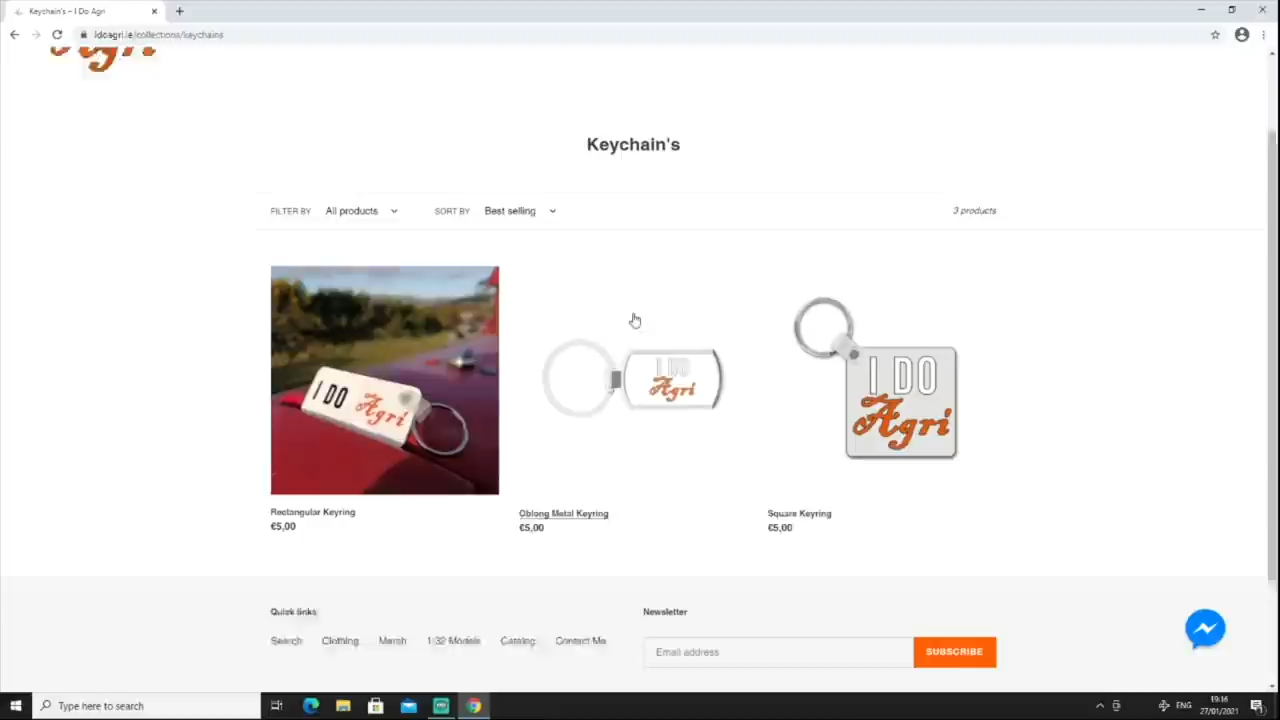 Keychain's – I Do Agri
idoagri.ie/collections/keychains
Agri
Keychain's
FILTER BY All products SORT BY Best selling 3 products
I DO Agri
I DO
Agri
I DO
Agri
Rectangular Keyring
€5,00
Oblong Metal Keyring
€5,00
Square Keyring
€5,00
Quick links
Search Clothing Merch 1:32 Models Catalog Contact Me
Newsletter
Email address SUBSCRIBE
Type here to search
ENG
19:16
27/01/2021